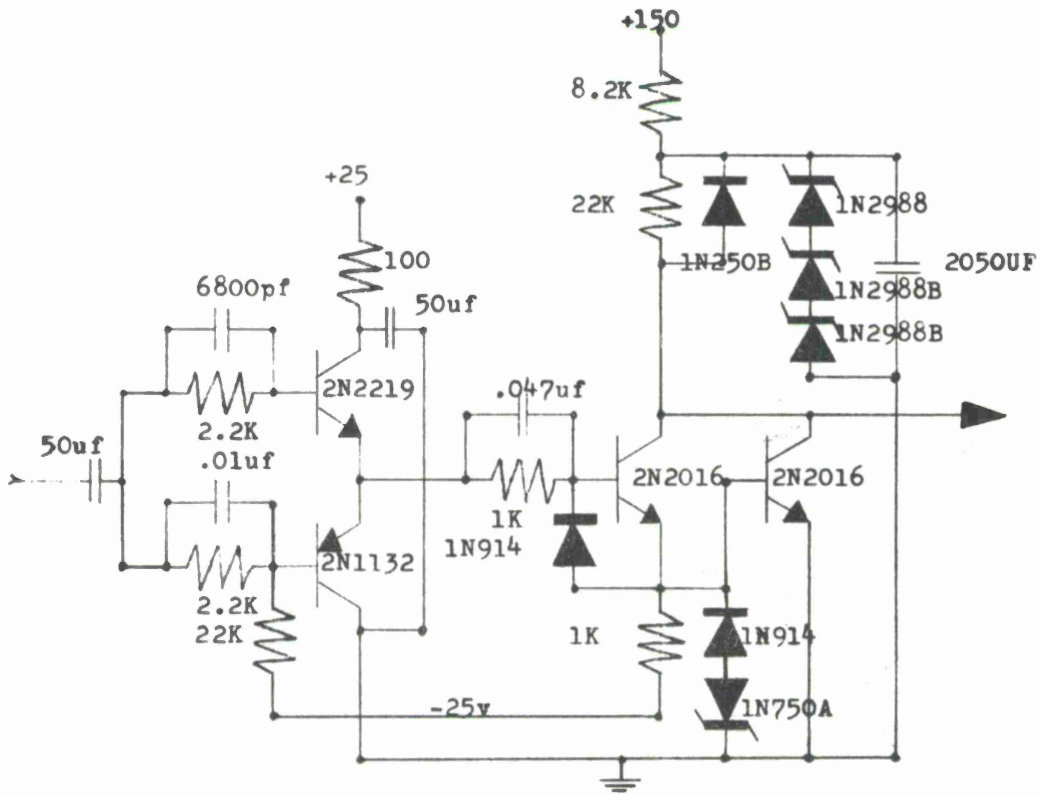 +150
8.2K
+25
22K
1N2988
100
1N250B
2050UF
6800pf
50uf
1N2988B
1N2988B
2N2219
.047uf
2.2K
50uf
.01uf
2N2016
2N2016
1K
1N914
2N1132
2.2K
22K
1K
1N914
-25v
1N750A